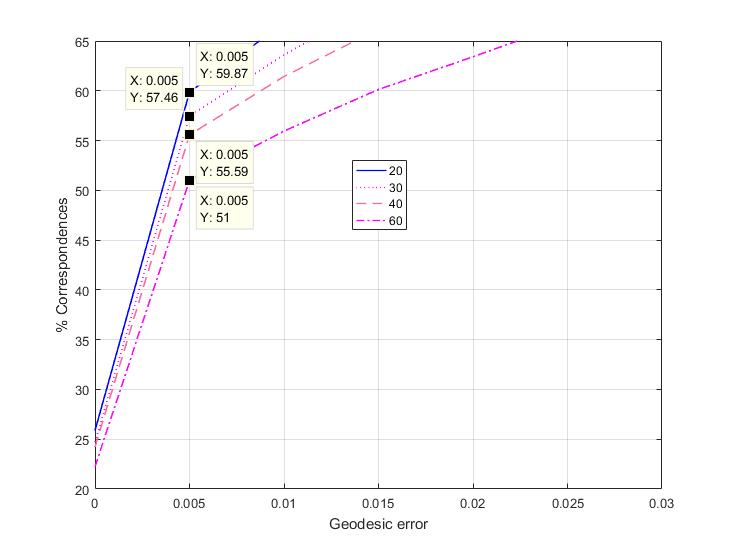 65
60
55
50
45
40
35
30
25
20
% Correspondences
X: 0.005
Y: 59.87
X: 0.005
Y: 57.46
X: 0.005
Y: 55.59
X: 0.005
Y: 51
20
30
40
60
0 0.005 0.01 0.015 0.02 0.025 0.03
Geodesic error